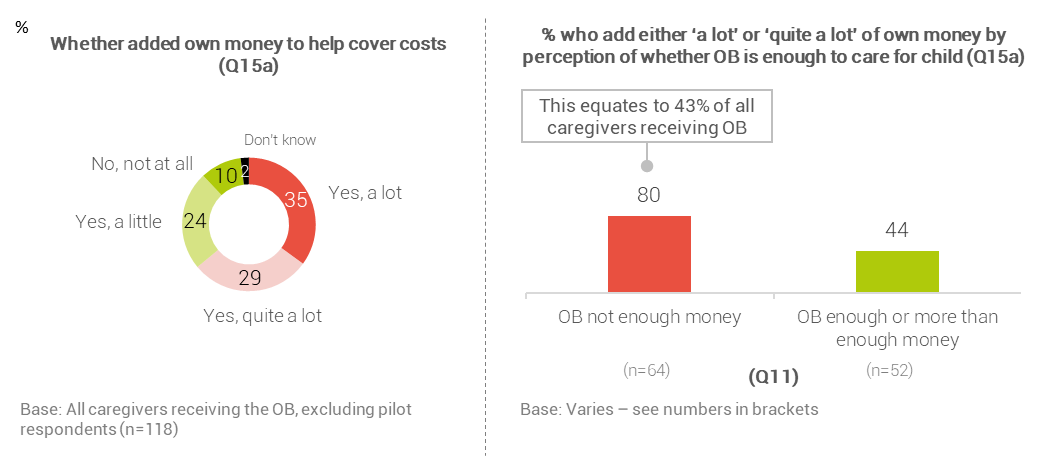 %
Whether added own money to help cover costs
(Q15a)
Don't know
No, not at all
10
2
35
Yes, a lot
Yes, a little
24
29
Yes, quite a lot
Base: All caregivers receiving the OB, excluding pilot
respondents (n=118)
% who add either ‘a lot’ or ‘quite a lot’ of own money by
perception of whether OB is enough to care for child (Q15a)
This equates to 43% of all
caregivers receiving OB
80
44
OB not enough money
OB enough or more than
enough money
(n=64)
(n=52)
(Q11)
Base: Varies – see numbers in brackets